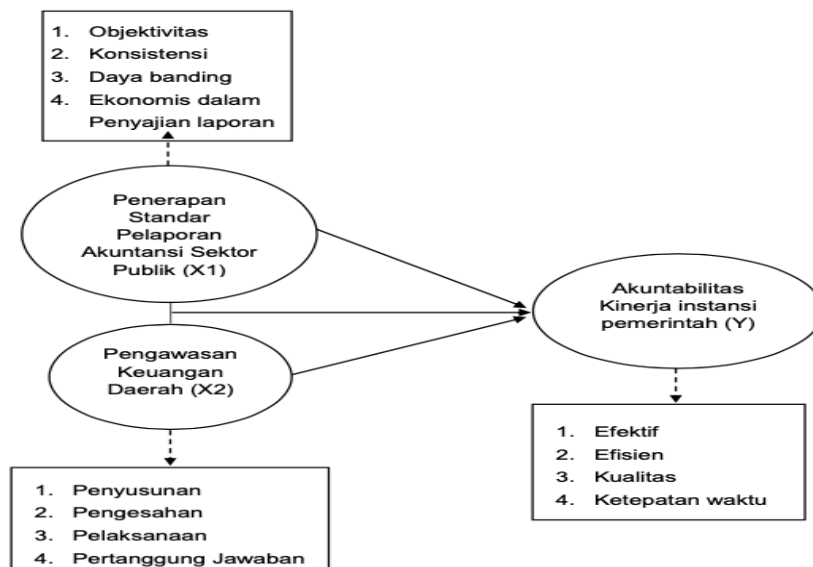 1. Objektivitas
2. Konsistensi
3. Daya banding
4. Ekonomis dalam
Penyajian laporan
Penerapan
Standar
Pelaporan
Akuntansi Sektor
Publik (X1)
Akuntabilitas
Kinerja instansi
pemerintah (Y)
Pengawasan
Keuangan
Daerah (X2)
1. Efektif
2. Efisien
3. Kualitas
4. Ketepatan waktu
1. Penyusunan
2. Pengesahan
3. Pelaksanaan
4. Pertanggung Jawaban